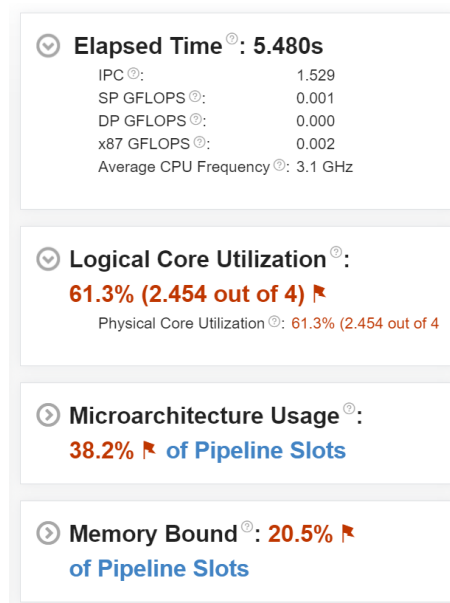 Elapsed Time ?: 5.480s
IPC ?: 1.529
SP GFLOPS ?: 0.001
DP GFLOPS ?: 0.000
x87 GFLOPS ?: 0.002
Average CPU Frequency ?: 3.1 GHz
Logical Core Utilization ?:
61.3% (2.454 out of 4)
Physical Core Utilization ?: 61.3% (2.454 out of 4
Microarchitecture Usage ?:
38.2% of Pipeline Slots
Memory Bound ?: 20.5%
of Pipeline Slots